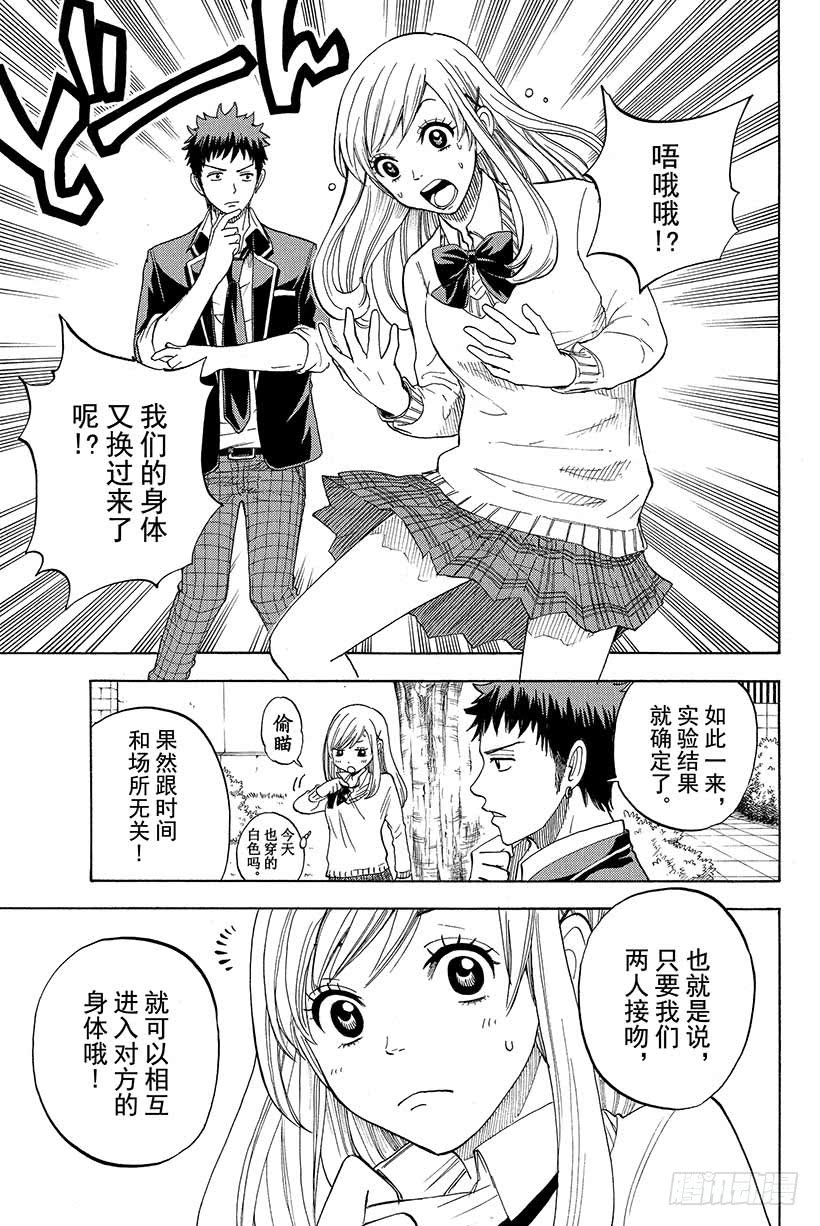 どーん
唔哦哦
!?
我们的身体
又换过来了
呢!?
如此一来，
实验结果
就确定了。
偷瞄
今天
也穿的
白色吗。
果然跟时间
和场所无关！
也就是说，
只要我们
两人接吻，
就可以相互
进入对方的
身体哦！
腾讯动漫